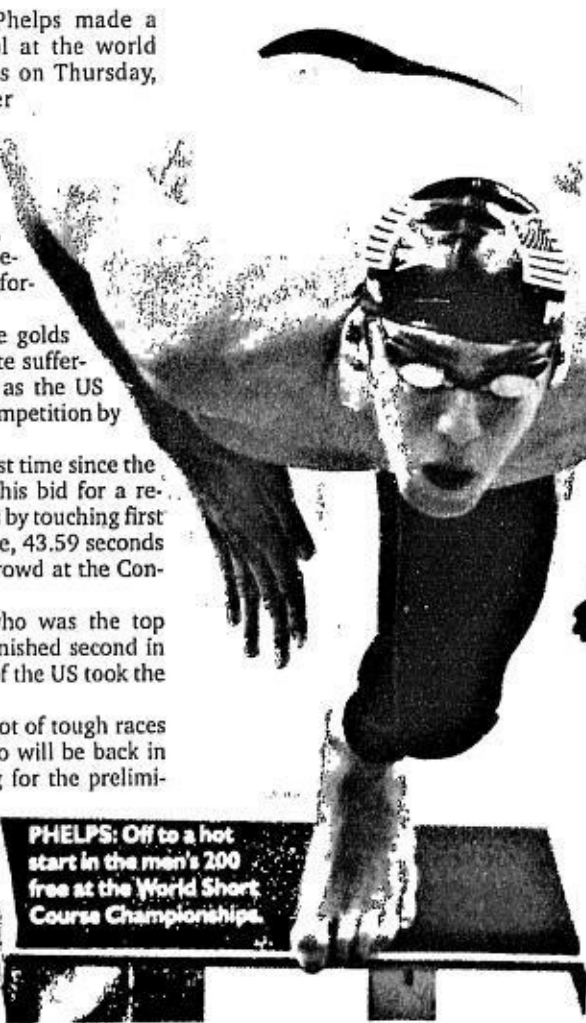 Phelps made a
ol at the world
s on Thursday,
er
e-
for-
e golds
te suffer-
as the US
mpetition by
st time since the
his bid for a re-
by touching first
e, 43.59 seconds
rowd at the Con-
ho was the top
nished second in
of the US took the
ot of tough races
o will be back in
g for the prelimi-
PHELPS: Off to a hot
start in the men's 200
free at the World Short
Course Championships.